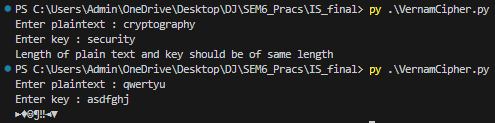 PS C:\Users\Admin\OneDrive\Desktop\DJ\SEM6_Pracs\IS_final> py .\VernamCipher.py
Enter plaintext : cryptography
Enter key : security
Length of plain text and key should be of same length
PS C:\Users\Admin\OneDrive\Desktop\DJ\SEM6_Pracs\IS_final> py .\VernamCipher.py
Enter plaintext : qwertyu
Enter key : asdfghj
►♦☺¶‼◄▼